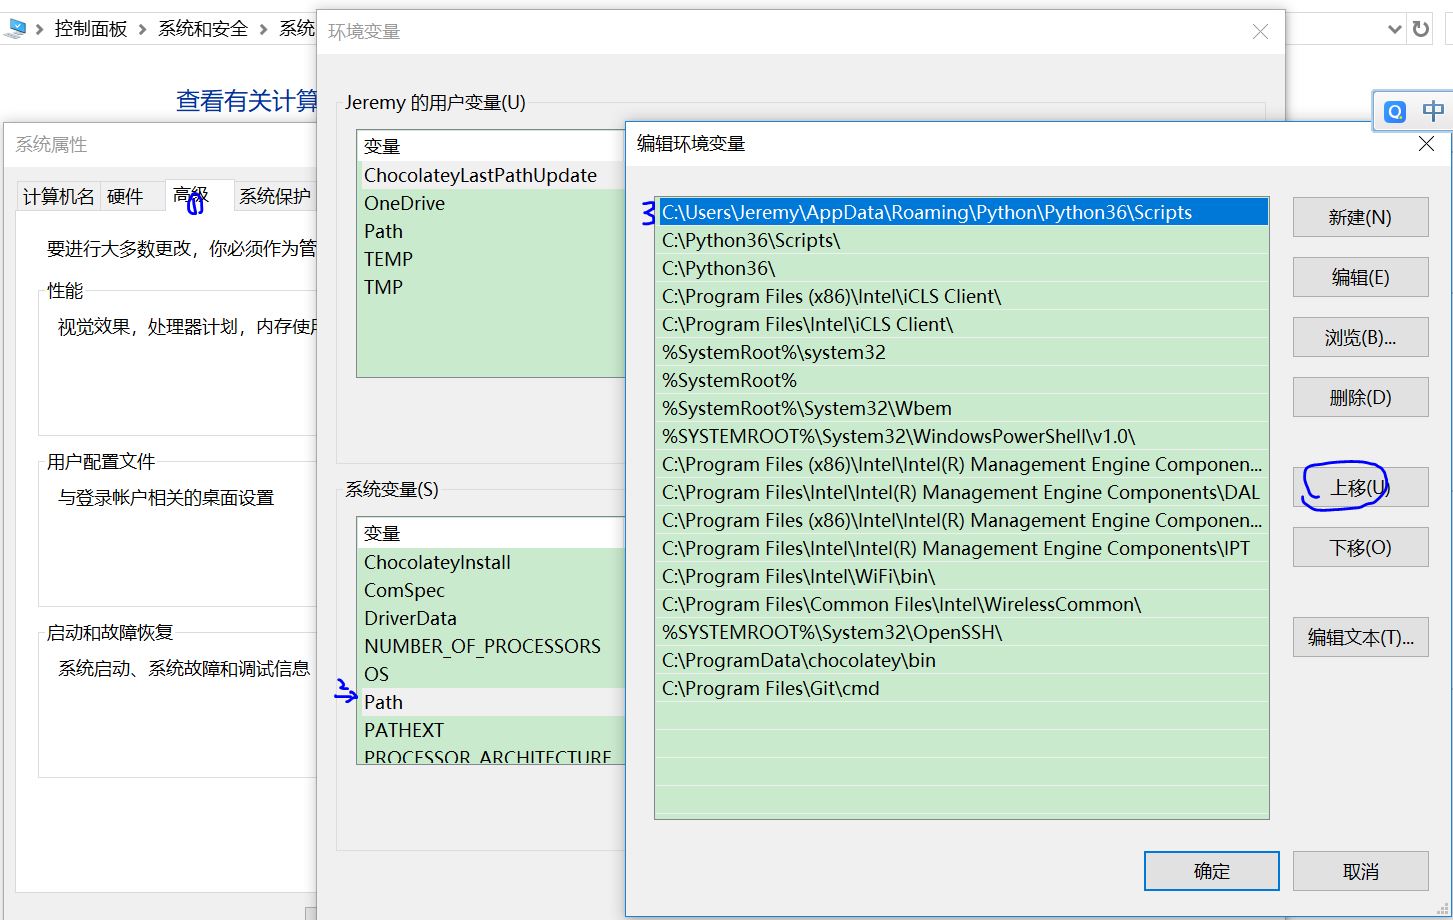 控制面板 系统和安全 系统
查看有关计算
系统属性
计算机名 硬件 高级 系统保护
1
要进行大多数更改，你必须作为管
性能
视觉效果，处理器计划，内存使用
用户配置文件
与登录帐户相关的桌面设置
启动和故障恢复
系统启动、系统故障和调试信息
环境变量
Jeremy 的用户变量(U)
变量
ChocolateyLastPathUpdate
OneDrive
Path
TEMP
TMP
系统变量(S)
变量
ChocolateyInstall
ComSpec
DriverData
NUMBER_OF_PROCESSORS
OS
2
Path
PATHEXT
PROCESSOR_ARCHITECTURE
中
编辑环境变量
3
C:\Users\Jeremy\AppData\Roaming\Python\Python36\Scripts
C:\Python36\Scripts\
C:\Python36\
C:\Program Files (x86)\Intel\iCLS Client\
C:\Program Files\Intel\iCLS Client\
%SystemRoot%\system32
%SystemRoot%
%SystemRoot%\System32\Wbem
%SYSTEMROOT%\System32\WindowsPowerShell\v1.0\
C:\Program Files (x86)\Intel\Intel(R) Management Engine Componen...
C:\Program Files\Intel\Intel(R) Management Engine Components\DAL
C:\Program Files (x86)\Intel\Intel(R) Management Engine Componen...
C:\Program Files\Intel\Intel(R) Management Engine Components\IPT
C:\Program Files\Intel\WiFi\bin\
C:\Program Files\Common Files\Intel\WirelessCommon\
%SYSTEMROOT%\System32\OpenSSH\
C:\ProgramData\chocolatey\bin
C:\Program Files\Git\cmd
新建(N)
编辑(E)
浏览(B)...
删除(D)
上移(U)
下移(O)
编辑文本(T)...
确定
取消